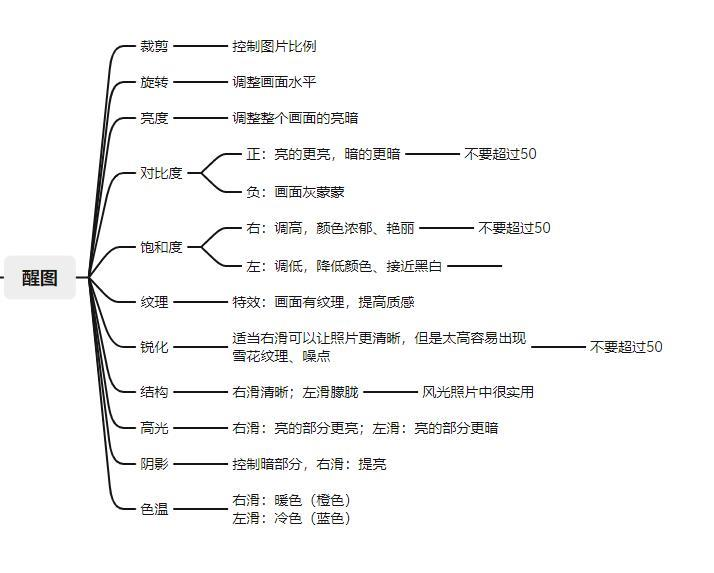 醒图
裁剪
控制图片比例
旋转
调整画面水平
亮度
调整整个画面的亮暗
对比度
正：亮的更亮，暗的更暗
不要超过50
负：画面灰蒙蒙
饱和度
右：调高，颜色浓郁、艳丽
不要超过50
左：调低，降低颜色、接近黑白
纹理
特效：画面有纹理，提高质感
锐化
适当右滑可以让照片更清晰，但是太高容易出现
雪花纹理、噪点
不要超过50
结构
右滑清晰；左滑朦胧
风光照片中很实用
高光
右滑：亮的部分更亮；左滑：亮的部分更暗
阴影
控制暗部分，右滑：提亮
色温
右滑：暖色（橙色）
左滑：冷色（蓝色）